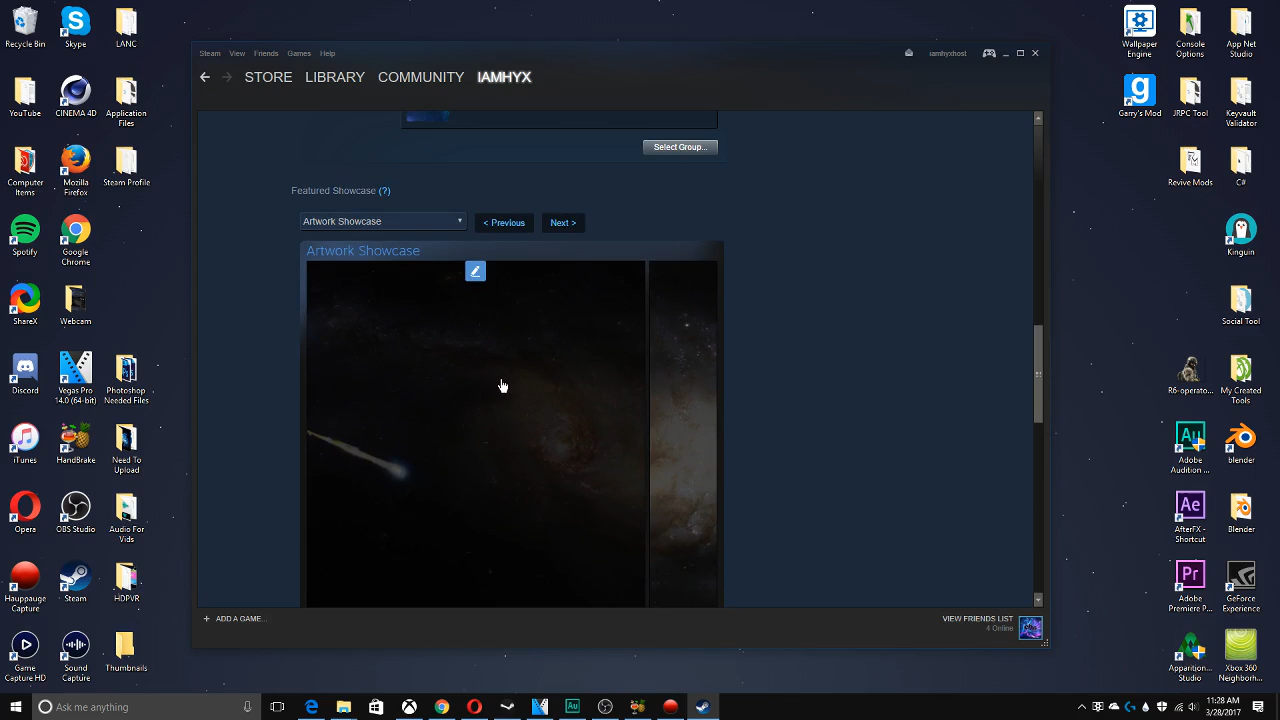 Steam View Friends Games Help
iamhyxhost
STORE LIBRARY COMMUNITY IAMHYX
Select Group...
Featured Showcase (?)
Artwork Showcase
< Previous
Next >
Artwork Showcase
ADD A GAME...
VIEW FRIENDS LIST
4 Online
Recycle Bin
Skype
LANC
YouTube
CINEMA 4D
Application Files
Computer Items
Mozilla Firefox
Steam Profile
Spotify
Google Chrome
ShareX
Webcam
Discord
Vegas Pro 14.0 (64-bit)
Photoshop Needed Files
iTunes
HandBrake
Need To Upload
Opera
OBS Studio
Audio For Vids
Hauppauge Capture
Steam
HDPVR
Game Capture HD
Sound Capture
Thumbnails
Wallpaper Engine
Console Options
App Net Studio
Garry's Mod
JRPC Tool
Keyvault Validator
Revive Mods
C#
Kinguin
Social Tool
R6-operato...
My Created Tools
Adobe Audition ...
blender
AfterFX - Shortcut
Blender
Adobe Premiere P...
GeForce Experience
Apparition... Studio
Xbox 360 Neighborh...
Ask me anything
11:28 AM
3/28/2017